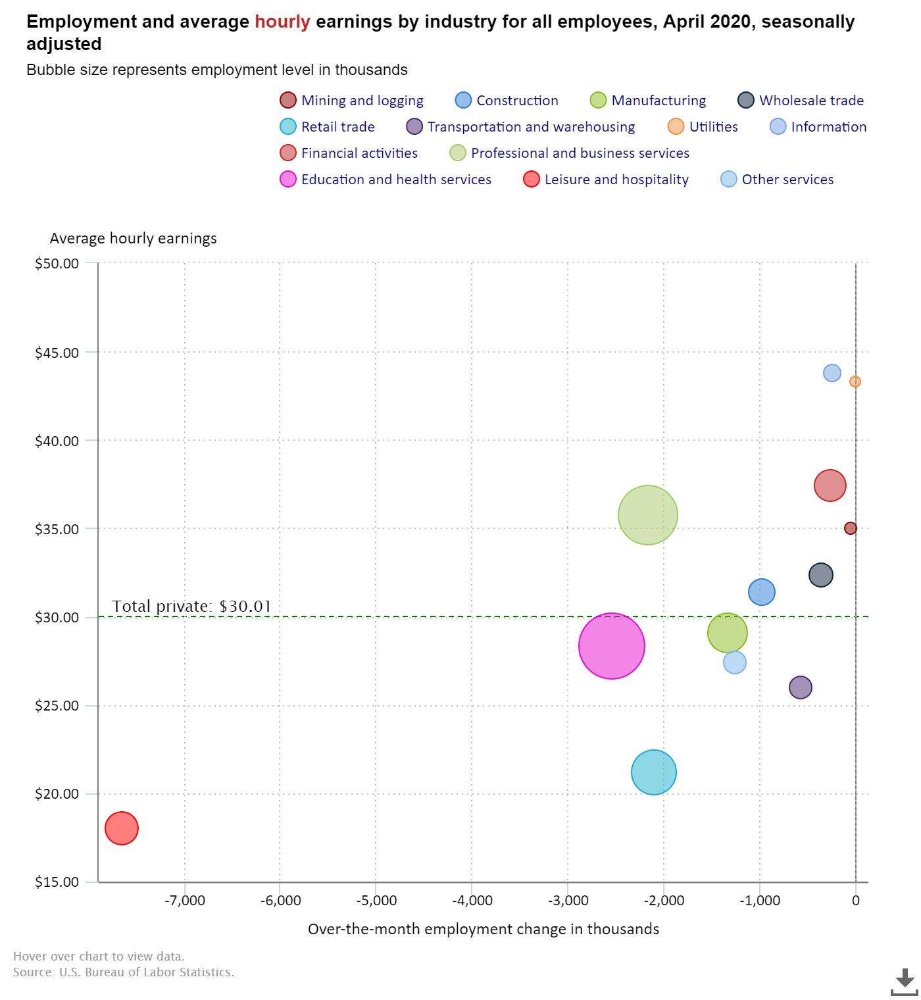 Employment and average hourly earnings by industry for all employees, April 2020, seasonally
adjusted
Bubble size represents employment level in thousands
Mining and logging Construction Manufacturing Wholesale trade
Retail trade Transportation and warehousing Utilities Information
Financial activities Professional and business services
Education and health services Leisure and hospitality Other services
Average hourly earnings
$50.00
$45.00
$40.00
$35.00
Total private: $30.01
$30.00
$25.00
$20.00
$15.00
-7,000 -6,000 -5,000 -4,000 -3,000 -2,000 -1,000 0
Over-the-month employment change in thousands
Hover over chart to view data.
Source: U.S. Bureau of Labor Statistics.